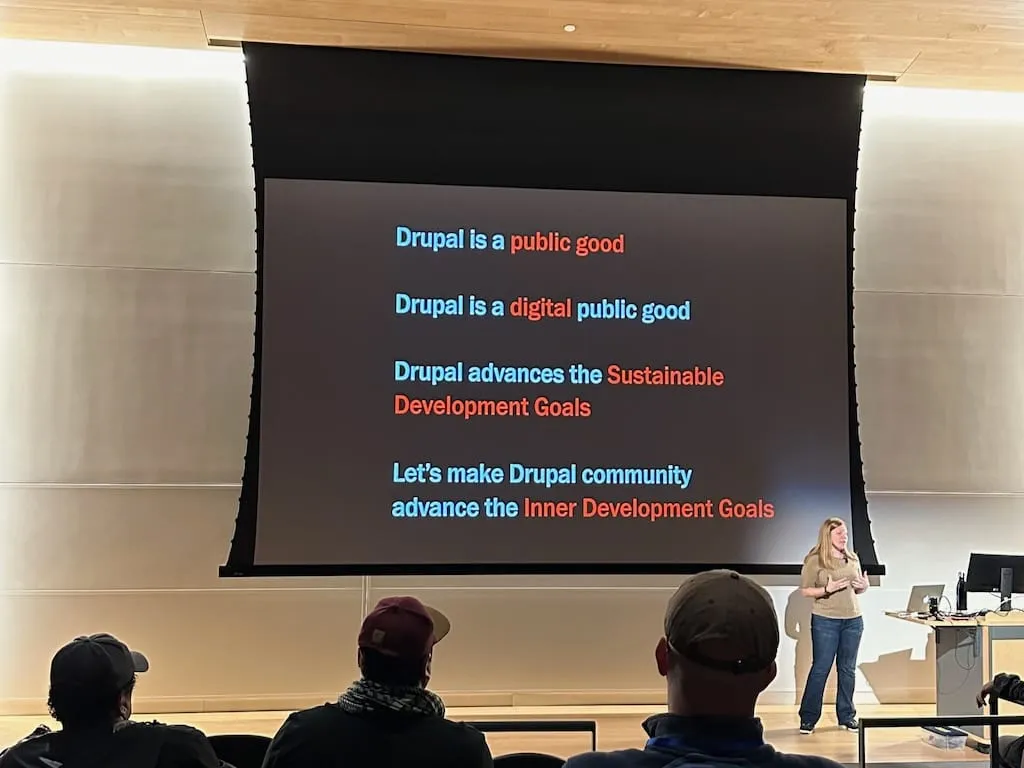 Drupal is a public good
Drupal is a digital public good
Drupal advances the Sustainable
Development Goals
Let's make Drupal community
advance the Inner Development Goals